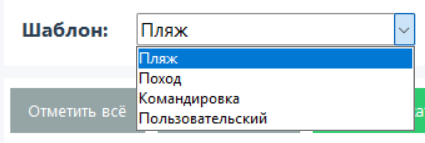 Шаблон: Пляж
Пляж
Поход
Командировка
Пользовательский
Отметить всё